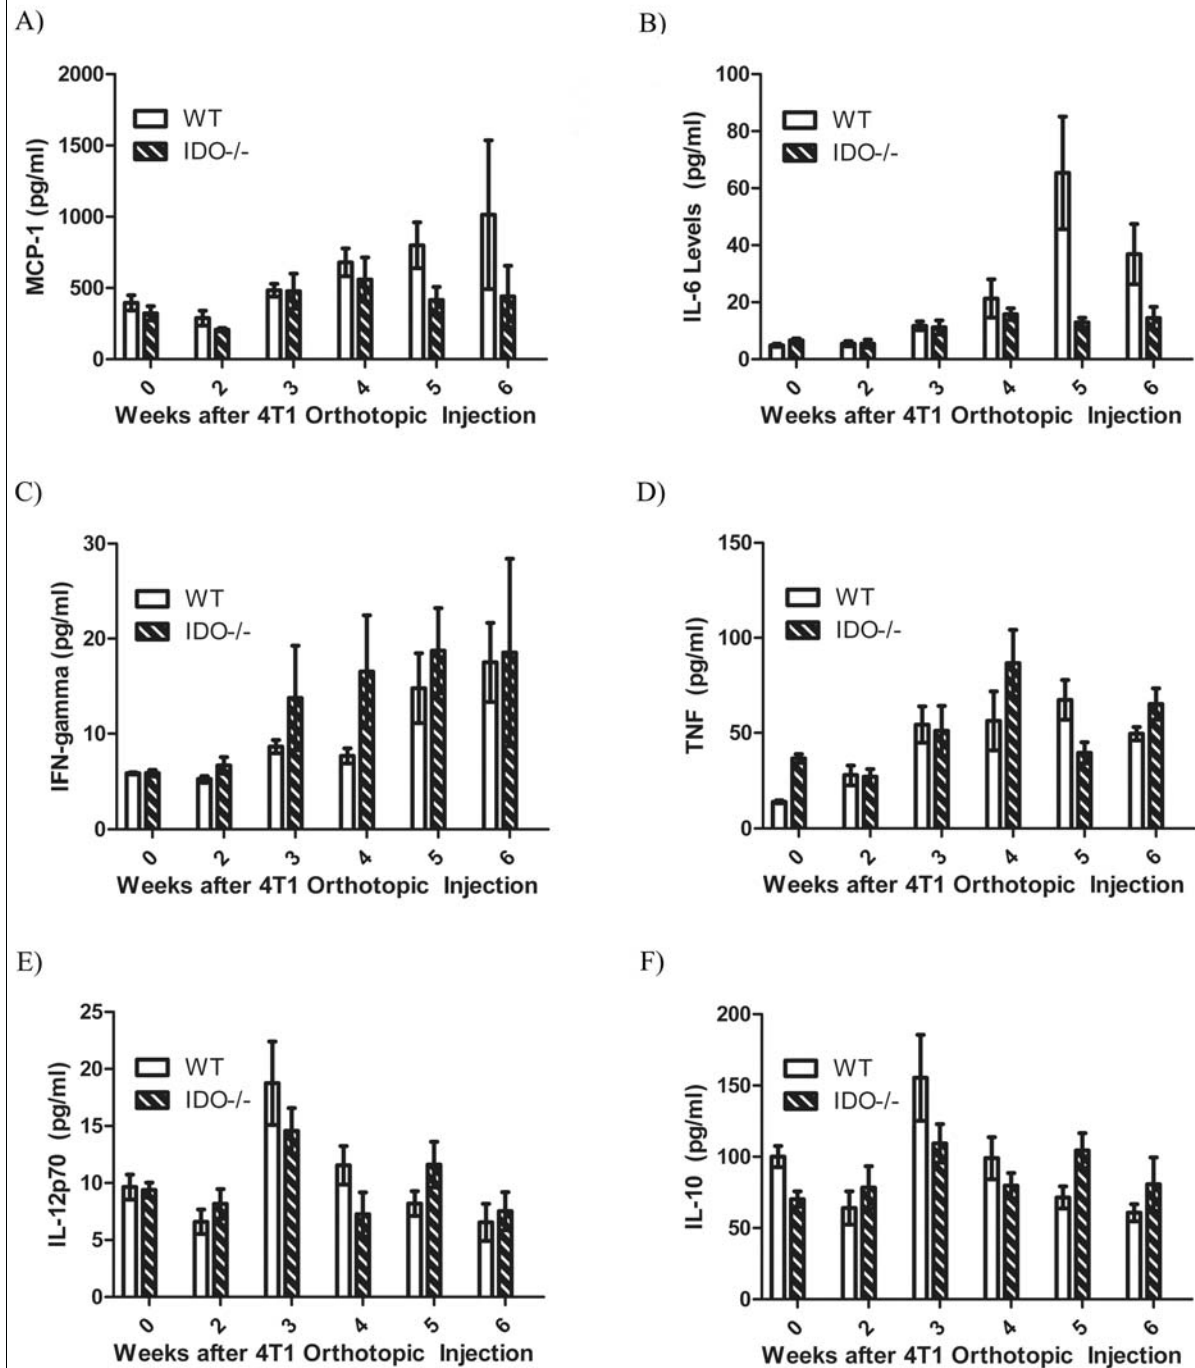 A)
MCP-1 (pg/ml)
2000
1500
1000
500
0
WT
IDO-/-
0 2 3 4 5 6
Weeks after 4T1 Orthotopic Injection
B)
IL-6 Levels (pg/ml)
100
80
60
40
20
0
WT
IDO-/-
0 2 3 4 5 6
Weeks after 4T1 Orthotopic Injection
C)
IFN-gamma (pg/ml)
30
20
10
0
WT
IDO-/-
0 2 3 4 5 6
Weeks after 4T1 Orthotopic Injection
D)
TNF (pg/ml)
150
100
50
0
WT
IDO-/-
0 2 3 4 5 6
Weeks after 4T1 Orthotopic Injection
E)
IL-12p70 (pg/ml)
25
20
15
10
5
0
WT
IDO-/-
0 2 3 4 5 6
Weeks after 4T1 Orthotopic Injection
F)
IL-10 (pg/ml)
200
150
100
50
0
WT
IDO-/-
0 2 3 4 5 6
Weeks after 4T1 Orthotopic Injection